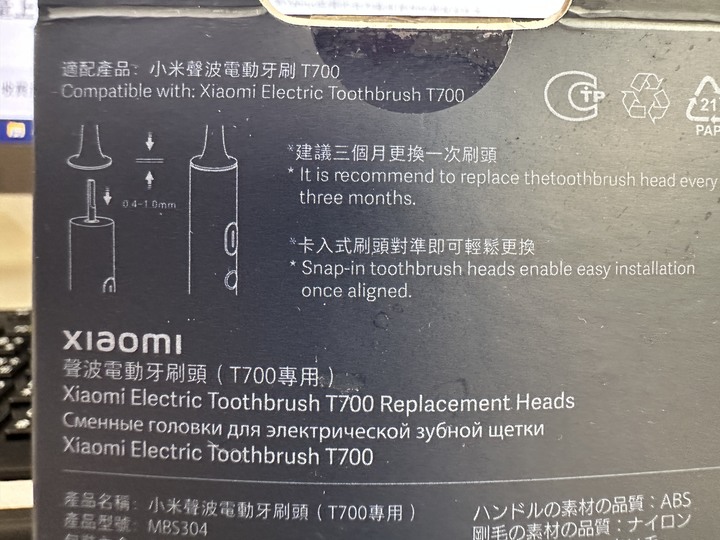 適配產品：小米聲波電動牙刷 T700
Compatible with: Xiaomi Electric Toothbrush T700
TP
21
PAP
0.4-1.0mm
*建議三個月更換一次刷頭
* It is recommend to replace thetoothbrush head every
three months.
*卡入式刷頭對準即可輕鬆更換
* Snap-in toothbrush heads enable easy installation
once aligned.
xiaomi
聲波電動牙刷頭（T700專用）
Xiaomi Electric Toothbrush T700 Replacement Heads
Сменные головки для электрической зубной щетки
Xiaomi Electric Toothbrush T700
產品名稱：小米聲波電動牙刷頭（T700專用）
產品型號：MBS304
ハンドルの素材の品質：ABS
剛毛の素材の品質：ナイロン